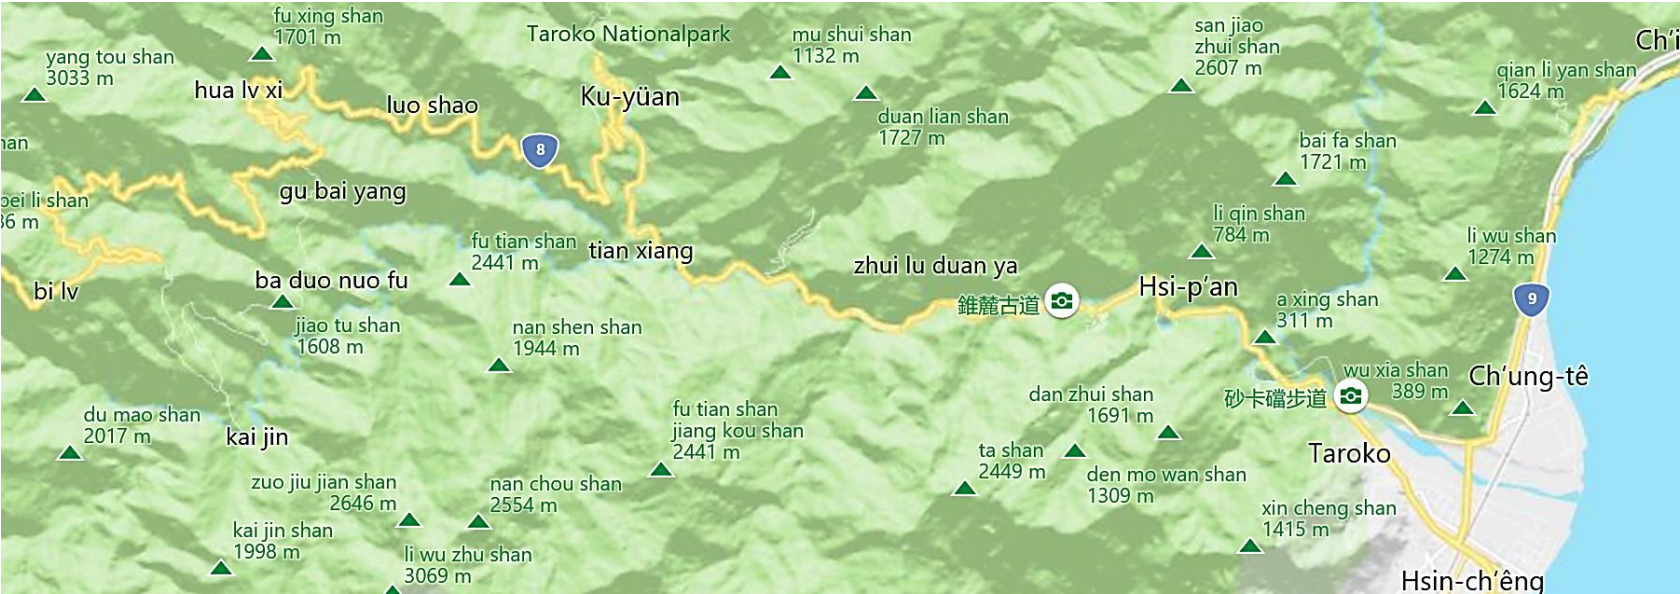 fu xing shan
1701 m
Taroko Nationalpark
mu shui shan
1132 m
san jiao
zhui shan
2607 m
Ch'i
yang tou shan
3033 m
qian li yan shan
1624 m
hua lv xi
luo shao
Ku-yüan
duan lian shan
1727 m
han
8
bai fa shan
1721 m
gu bai yang
bei li shan
36 m
li qin shan
784 m
fu tian shan
2441 m
tian xiang
li wu shan
1274 m
zhui lu duan ya
ba duo nuo fu
bi lv
Hsi-p'an
錐麓古道
a xing shan
311 m
9
jiao tu shan
1608 m
nan shen shan
1944 m
wu xia shan
389 m
Ch'ung-tê
砂卡礑步道
dan zhui shan
1691 m
du mao shan
2017 m
fu tian shan
jiang kou shan
2441 m
kai jin
Taroko
ta shan
2449 m
den mo wan shan
1309 m
zuo jiu jian shan
2646 m
nan chou shan
2554 m
xin cheng shan
1415 m
kai jin shan
1998 m
li wu zhu shan
3069 m
Hsin-ch'êng